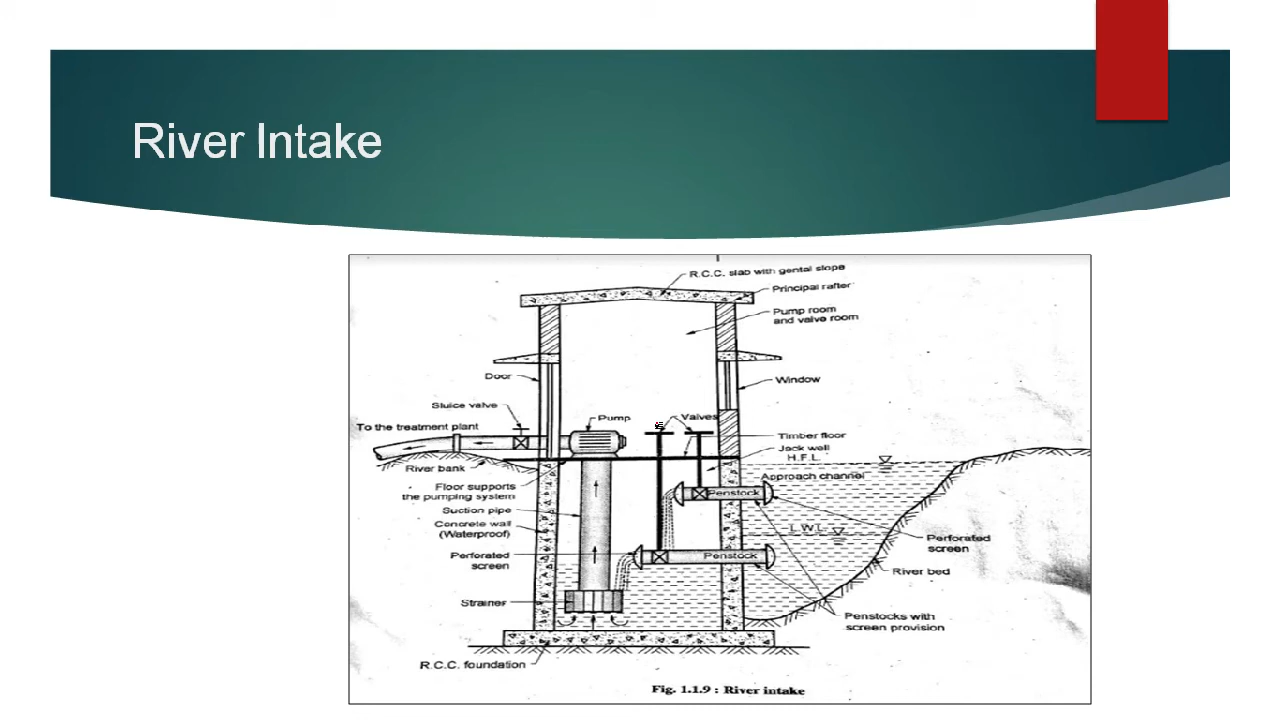 River Intake
R.C.C. slab with gental slope
Principal rafter
Pump room
and valve room
Door
Window
Sluice valve
Pump
Valves
To the treatment plant
Timber floor
Jack wall
H.F.L.
River bank
Approach channel
Floor supports
the pumping system
Penstock
Suction pipe
Concrete wall
(Waterproof)
L.W.L.
Perforated
screen
Perforated
screen
Penstock
River bed
Strainer
Penstocks with
screen provision
R.C.C. foundation
Fig. 1.1.9 : River intake